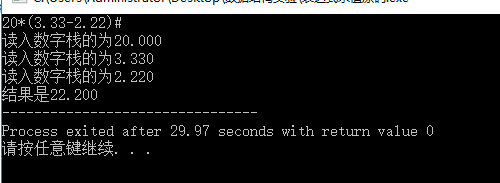 20*(3.33-2.22)#
读入数字栈的为20.000
读入数字栈的为3.330
读入数字栈的为2.220
结果是22.200
--------------------------------
Process exited after 29.97 seconds with return value 0
请按任意键继续. . .